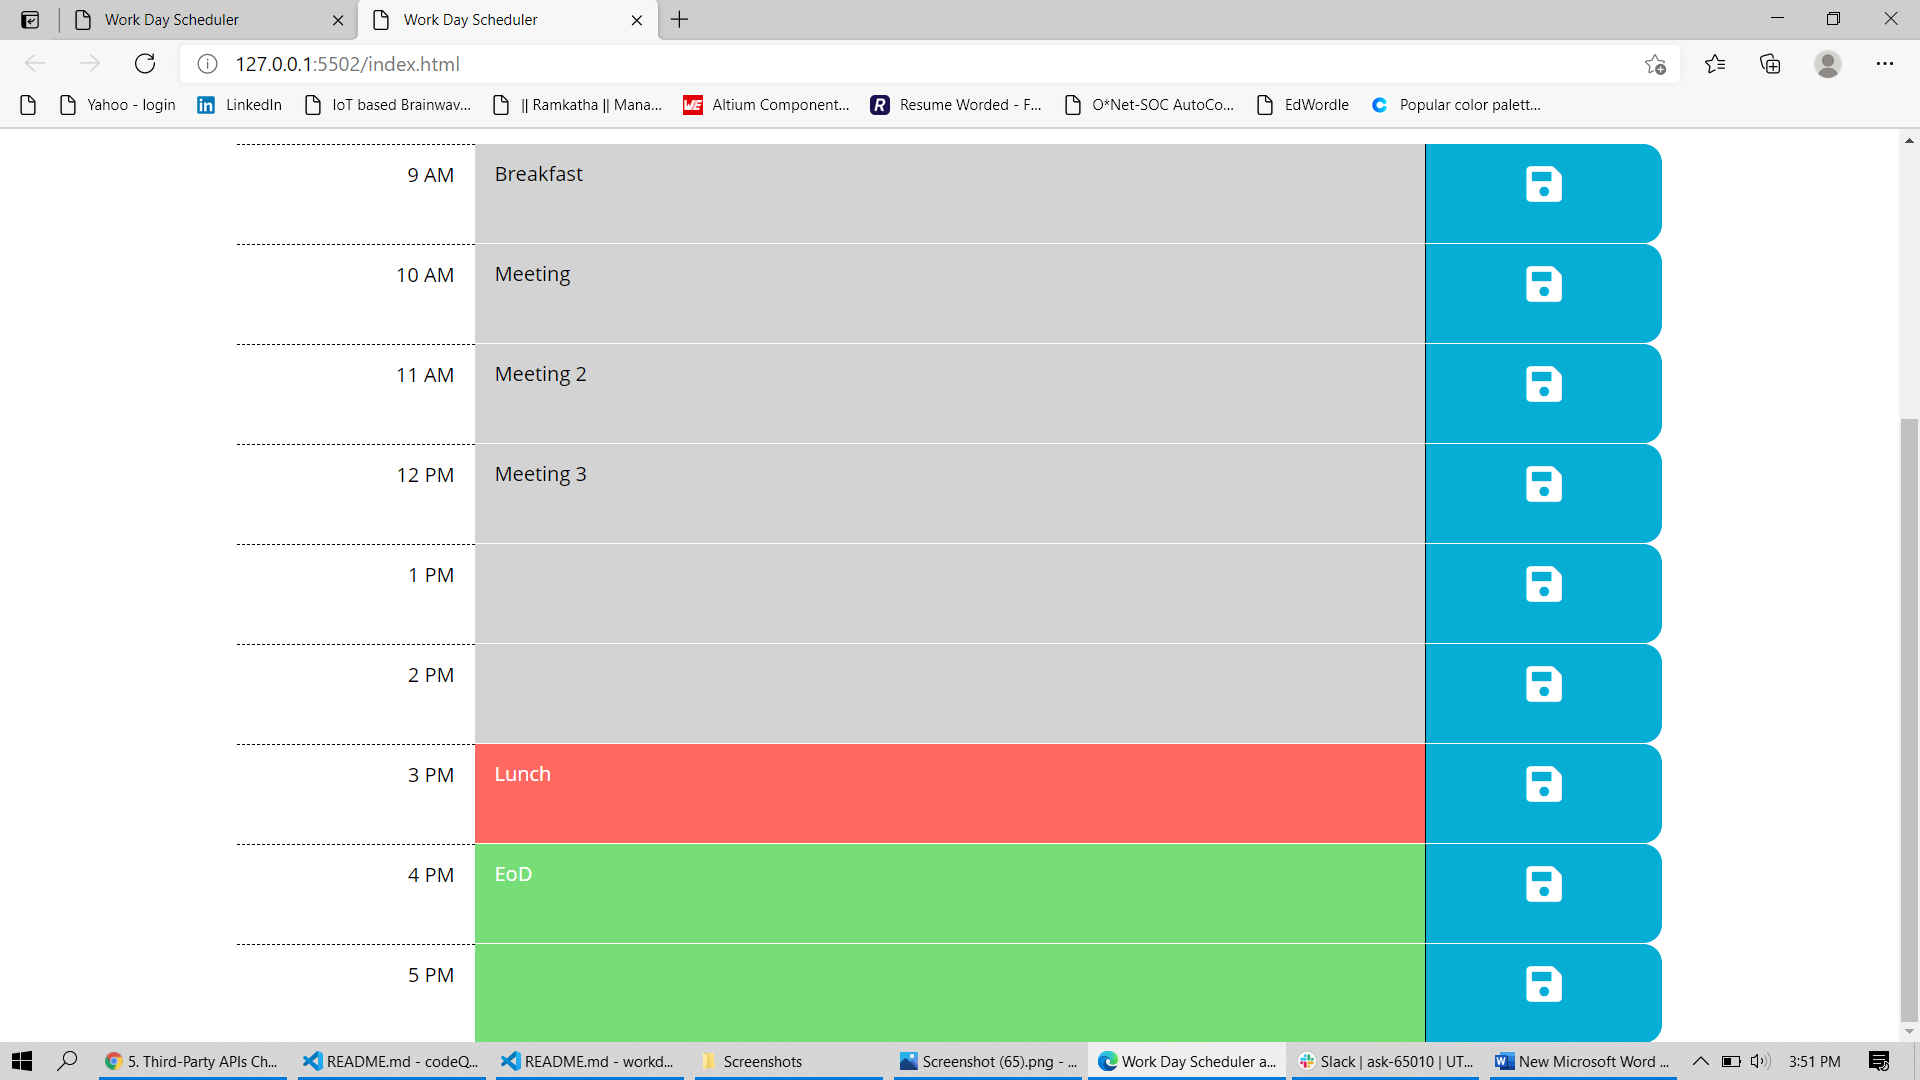 Work Day Scheduler
Work Day Scheduler
127.0.0.1:5502/index.html
Yahoo - login
LinkedIn
IoT based Brainwav...
|| Ramkatha || Mana...
WE Altium Component...
R Resume Worded - F...
O*Net-SOC AutoCo...
EdWordle
C Popular color palett...
9 AM Breakfast
10 AM Meeting
11 AM Meeting 2
12 PM Meeting 3
1 PM
2 PM
3 PM Lunch
4 PM EoD
5 PM
5. Third-Party APIs Ch...
README.md - codeQ...
README.md - workd...
Screenshots
Screenshot (65).png - ...
Work Day Scheduler a...
Slack | ask-65010 | UT...
New Microsoft Word ...
3:51 PM